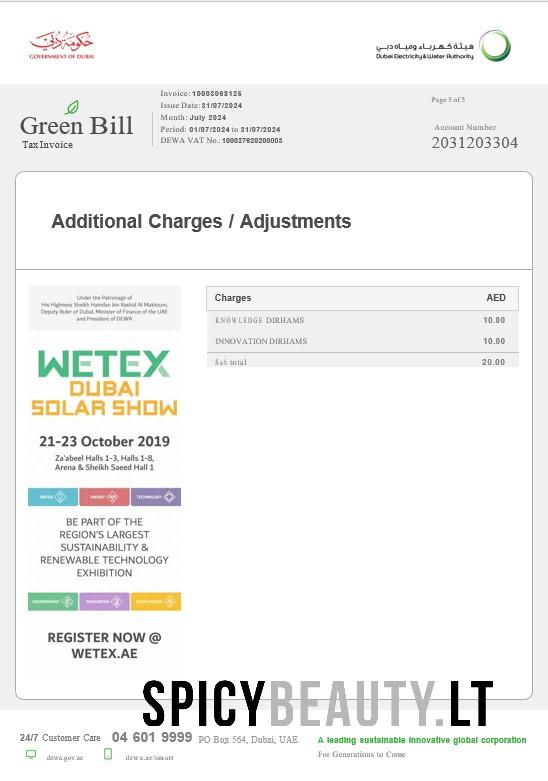 حكومة دبي
GOVERNMENT OF DUBAI
هيئة كهرباء ومياه دبي
Dubai Electricity & Water Authority
Green Bill
Tax Invoice
Invoice: 10003068125
Issue Date: 31/07/2024
Month: July 2024
Period: 01/07/2024 to 31/07/2024
DEWA VAT No.: 100027620200003
Page 5 of 5
Account Number
2031203304
Additional Charges / Adjustments
Under the Patronage of
His Highness Sheikh Hamdan bin Rashid Al Maktoum,
Deputy Ruler of Dubai, Minister of Finance of the UAE
and President of DEWA
WETEX
DUBAI
SOLAR SHOW
21-23 October 2019
Za'abeel Halls 1-3, Halls 1-8,
Arena & Sheikh Saeed Hall 1
WATER ENERGY TECHNOLOGY
BE PART OF THE
REGION'S LARGEST
SUSTAINABILITY &
RENEWABLE TECHNOLOGY
EXHIBITION
ENVIRONMENT INNOVATION SOLAR POWER
REGISTER NOW @
WETEX.AE
Charges AED
KNOWLEDGE DIRHAMS 10.00
INNOVATION DIRHAMS 10.00
Sub total 20.00
SPICYBEAUTY.LT
24/7 Customer Care 04 601 9999 PO Box 564, Dubai, UAE.
dewa.gov.ae dewa.ae/smart
A leading sustainable innovative global corporation
For Generations to Come